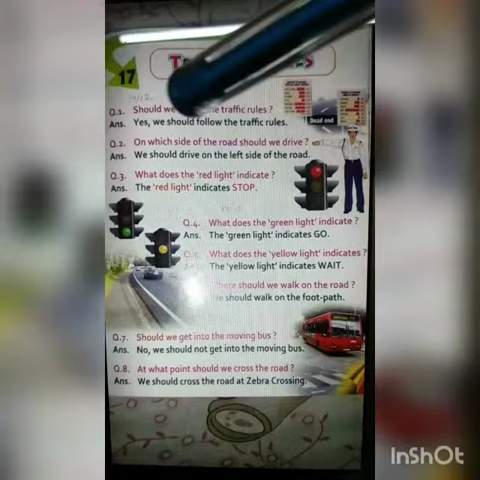 17
Q.1. Should we traffic rules ?
Ans. Yes, we should follow the traffic rules.
Dead end
Q.2. On which side of the road should we drive ?
Ans. We should drive on the left side of the road.
Q.3. What does the 'red light' indicate ?
Ans. The 'red light' indicates STOP.
Q.4. What does the 'green light' indicate ?
Ans. The 'green light' indicates GO.
What does the 'yellow light' indicates ?
The 'yellow light' indicates WAIT.
should we walk on the road ?
should walk on the foot-path.
Q.7. Should we get into the moving bus ?
Ans. No, we should not get into the moving bus.
Q.8. At what point should we cross the road ?
Ans. We should cross the road at Zebra Crossing.
InShOt